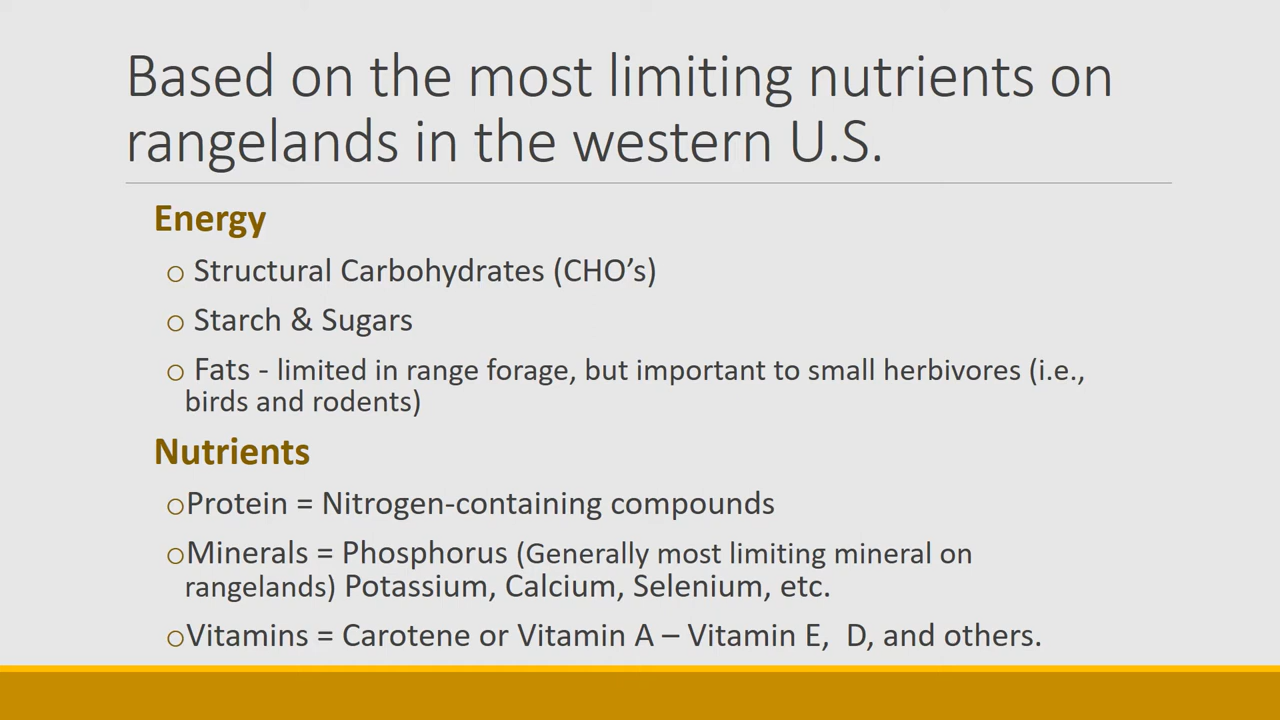 Based on the most limiting nutrients on
rangelands in the western U.S.
Energy
o Structural Carbohydrates (CHO’s)
o Starch & Sugars
o Fats - limited in range forage, but important to small herbivores (i.e.,
birds and rodents)
Nutrients
oProtein = Nitrogen-containing compounds
oMinerals = Phosphorus (Generally most limiting mineral on
rangelands) Potassium, Calcium, Selenium, etc.
oVitamins = Carotene or Vitamin A – Vitamin E,  D, and others.